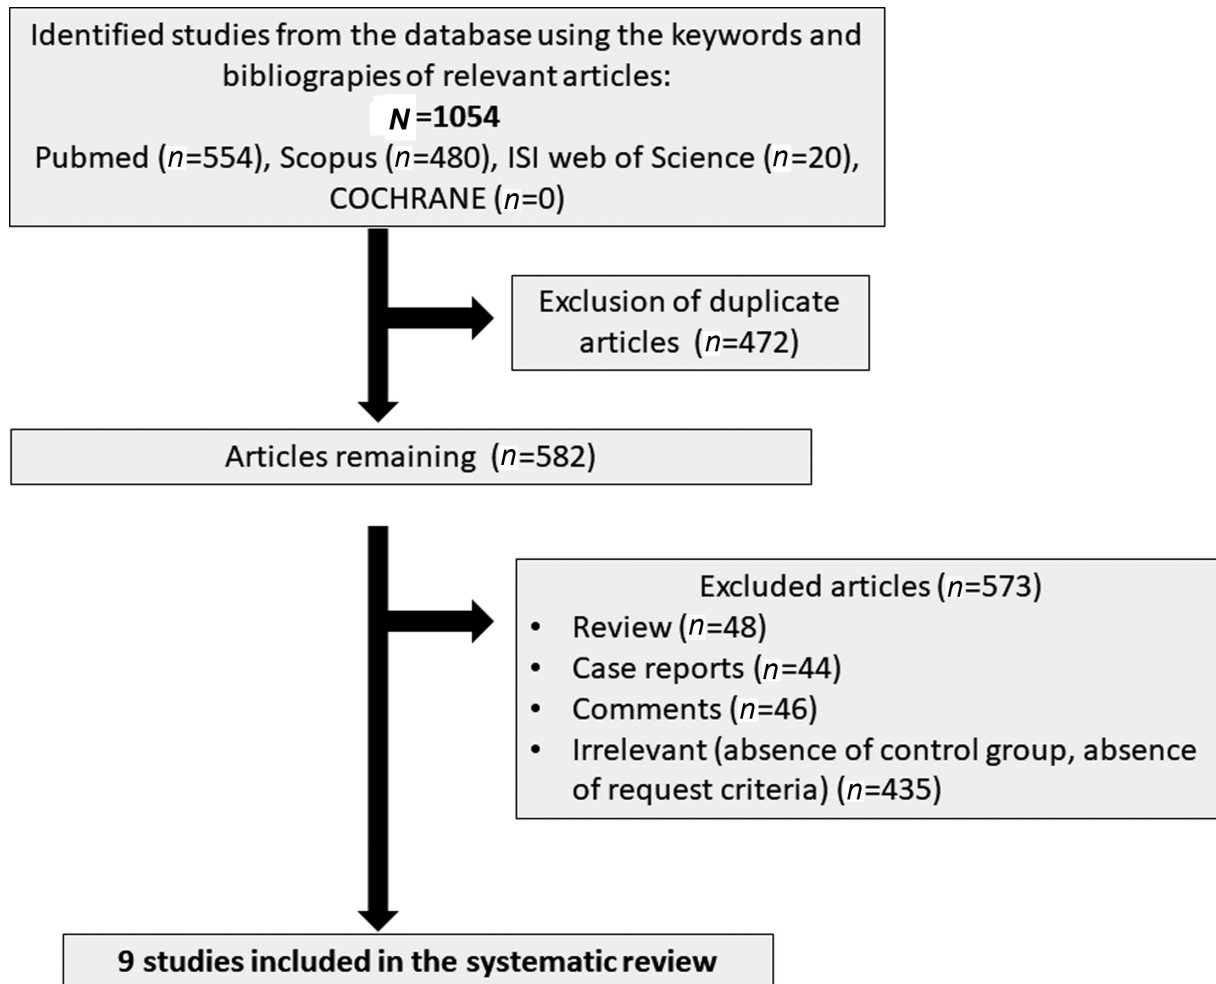 Identified studies from the database using the keywords and
bibliograpies of relevant articles:
N=1054
Pubmed (n=554), Scopus (n=480), ISI web of Science (n=20),
COCHRANE (n=0)
Exclusion of duplicate
articles (n=472)
Articles remaining (n=582)
Excluded articles (n=573)
• Review (n=48)
• Case reports (n=44)
• Comments (n=46)
• Irrelevant (absence of control group, absence
of request criteria) (n=435)
9 studies included in the systematic review